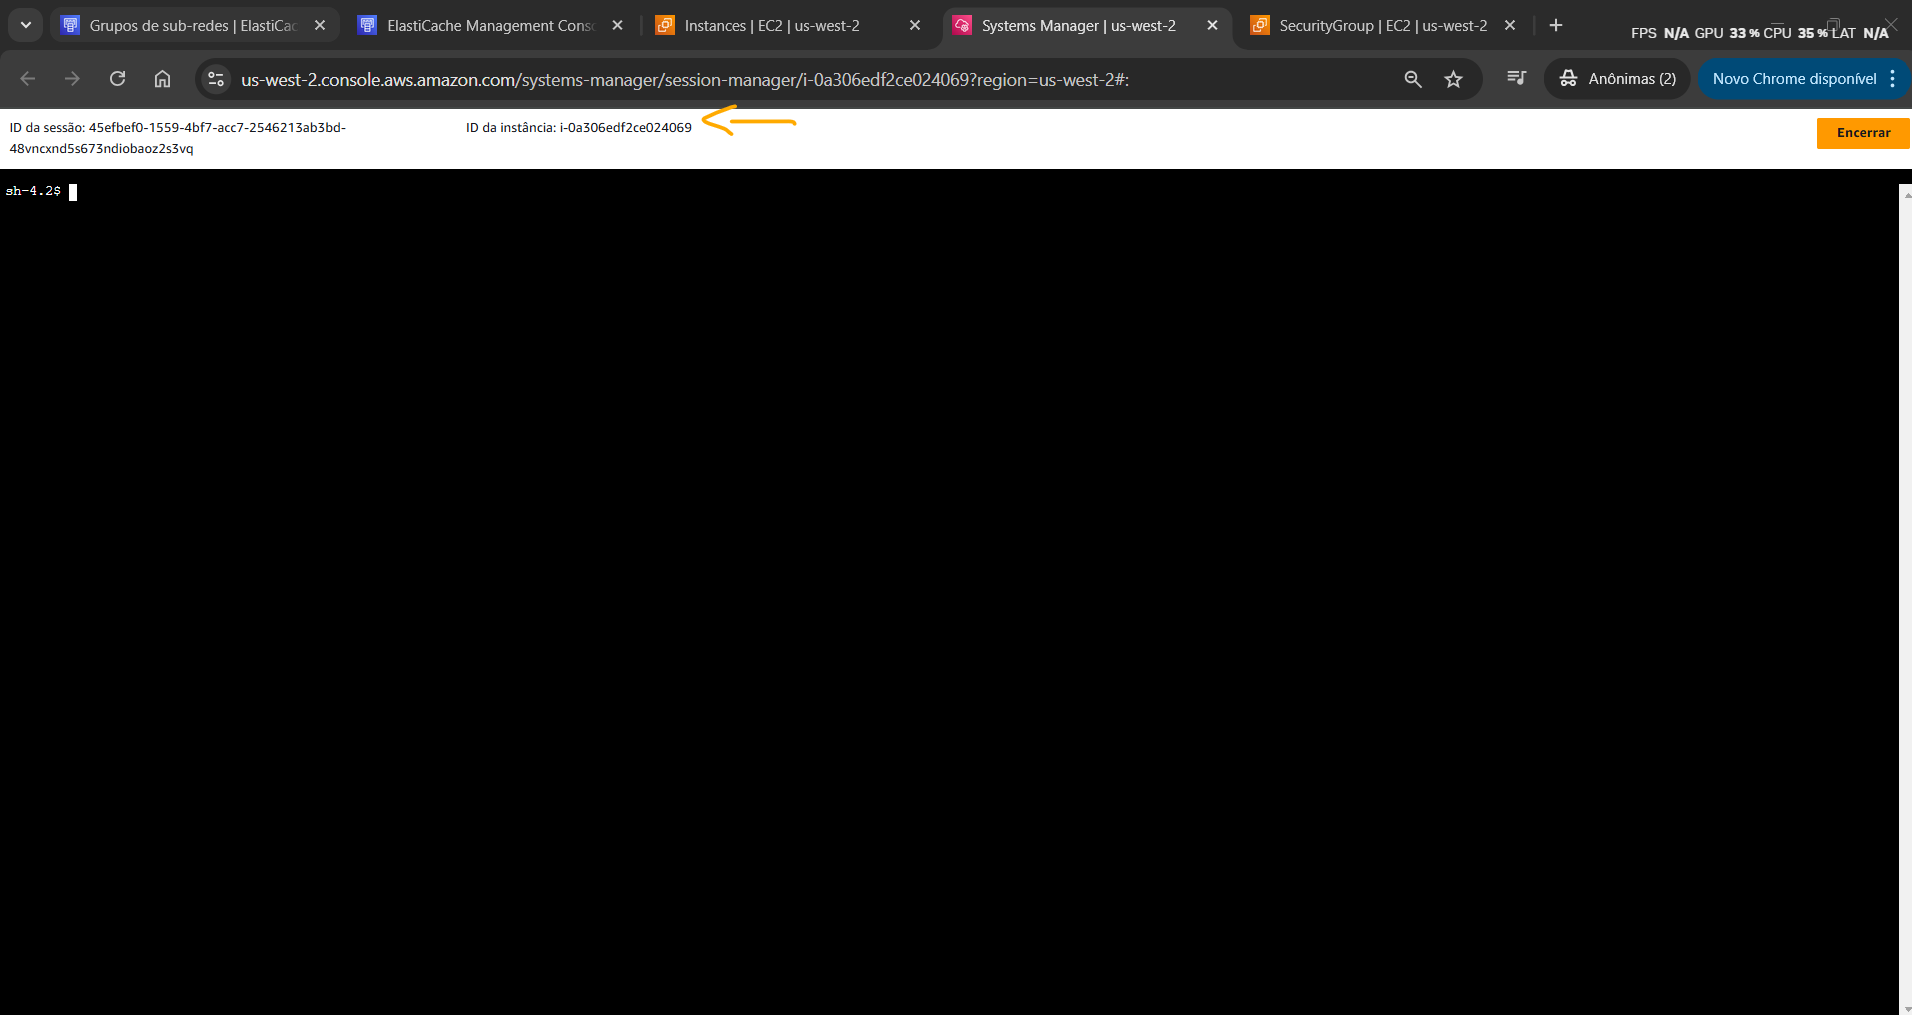 Grupos de sub-redes | ElastiCac
ElastiCache Management Conso
Instances | EC2 | us-west-2
Systems Manager | us-west-2
SecurityGroup | EC2 | us-west-2
FPS N/A GPU 33 % CPU 35 % LAT N/A
us-west-2.console.aws.amazon.com/systems-manager/session-manager/i-0a306edf2ce024069?region=us-west-2#:
Anônimas (2)
Novo Chrome disponível
ID da sessão: 45efbef0-1559-4bf7-acc7-2546213ab3bd-
48vncxnd5s673ndiobaoz2s3vq
ID da instância: i-0a306edf2ce024069
Encerrar
sh-4.2$